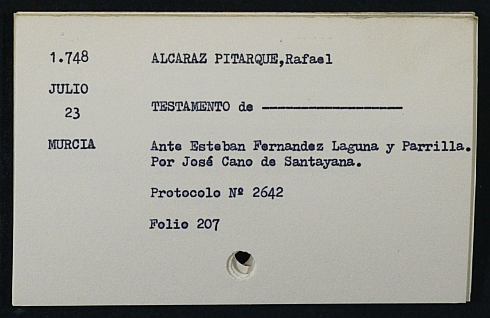 1.748 ALCARAZ PITARQUE,Rafael
JULIO
23 TESTAMENTO de --------------------
MURCIA Ante Esteban Fernandez Laguna y Parrilla.
Por José Cano de Santayana.
Protocolo Nº 2642
Folio 207